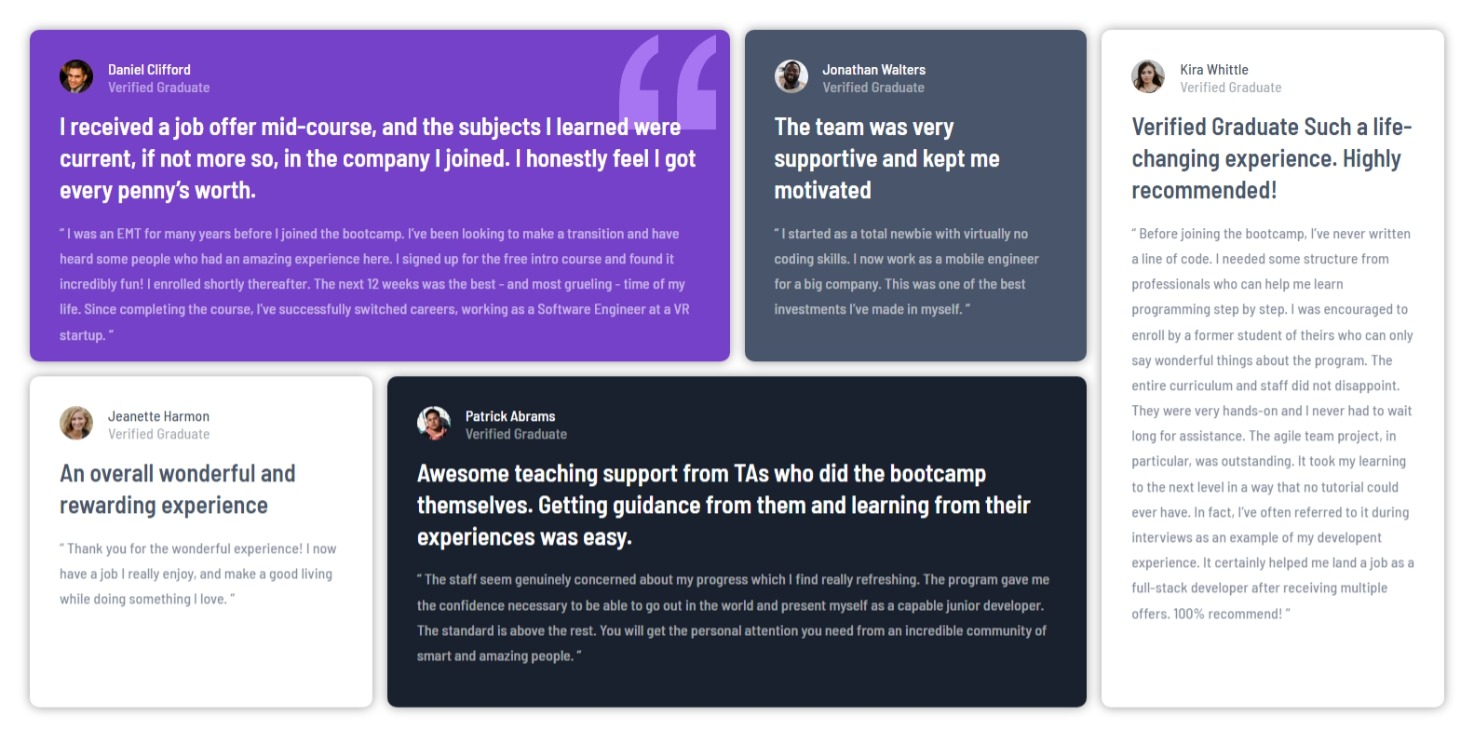 Daniel Clifford
Verified Graduate
I received a job offer mid-course, and the subjects I learned were
current, if not more so, in the company I joined. I honestly feel I got
every penny’s worth.
“ I was an EMT for many years before I joined the bootcamp. I’ve been looking to make a transition and have
heard some people who had an amazing experience here. I signed up for the free intro course and found it
incredibly fun! I enrolled shortly thereafter. The next 12 weeks was the best - and most grueling - time of my
life. Since completing the course, I’ve successfully switched careers, working as a Software Engineer at a VR
startup. ”
Jonathan Walters
Verified Graduate
The team was very
supportive and kept me
motivated
“ I started as a total newbie with virtually no
coding skills. I now work as a mobile engineer
for a big company. This was one of the best
investments I’ve made in myself. ”
Kira Whittle
Verified Graduate
Verified Graduate Such a life-
changing experience. Highly
recommended!
“ Before joining the bootcamp, I’ve never written
a line of code. I needed some structure from
professionals who can help me learn
programming step by step. I was encouraged to
enroll by a former student of theirs who can only
say wonderful things about the program. The
entire curriculum and staff did not disappoint.
They were very hands-on and I never had to wait
long for assistance. The agile team project, in
particular, was outstanding. It took my learning
to the next level in a way that no tutorial could
ever have. In fact, I’ve often referred to it during
interviews as an example of my developent
experience. It certainly helped me land a job as a
full-stack developer after receiving multiple
offers. 100% recommend! ”
Jeanette Harmon
Verified Graduate
An overall wonderful and
rewarding experience
“ Thank you for the wonderful experience! I now
have a job I really enjoy, and make a good living
while doing something I love. ”
Patrick Abrams
Verified Graduate
Awesome teaching support from TAs who did the bootcamp
themselves. Getting guidance from them and learning from their
experiences was easy.
“ The staff seem genuinely concerned about my progress which I find really refreshing. The program gave me
the confidence necessary to be able to go out in the world and present myself as a capable junior developer.
The standard is above the rest. You will get the personal attention you need from an incredible community of
smart and amazing people. ”